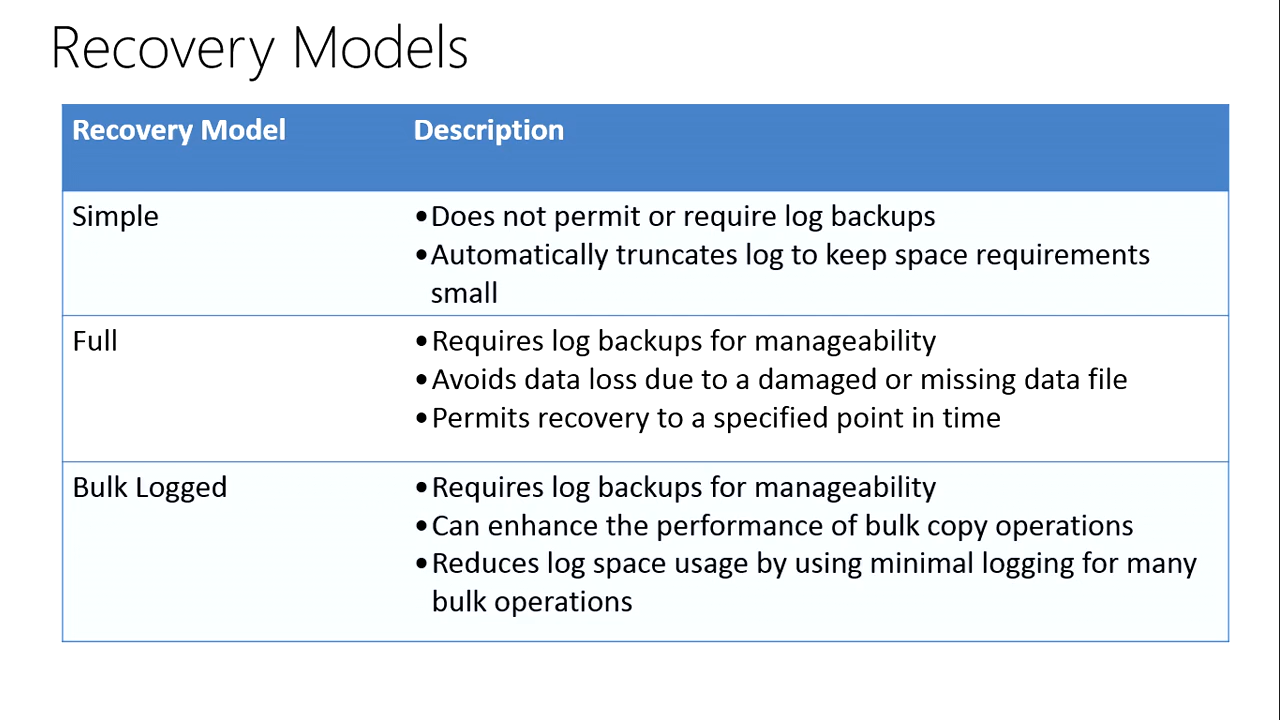 Recovery Models
Recovery Model Description
Simple •Does not permit or require log backups
•Automatically truncates log to keep space requirements
small
Full •Requires log backups for manageability
•Avoids data loss due to a damaged or missing data file
•Permits recovery to a specified point in time
Bulk Logged •Requires log backups for manageability
•Can enhance the performance of bulk copy operations
•Reduces log space usage by using minimal logging for many
bulk operations